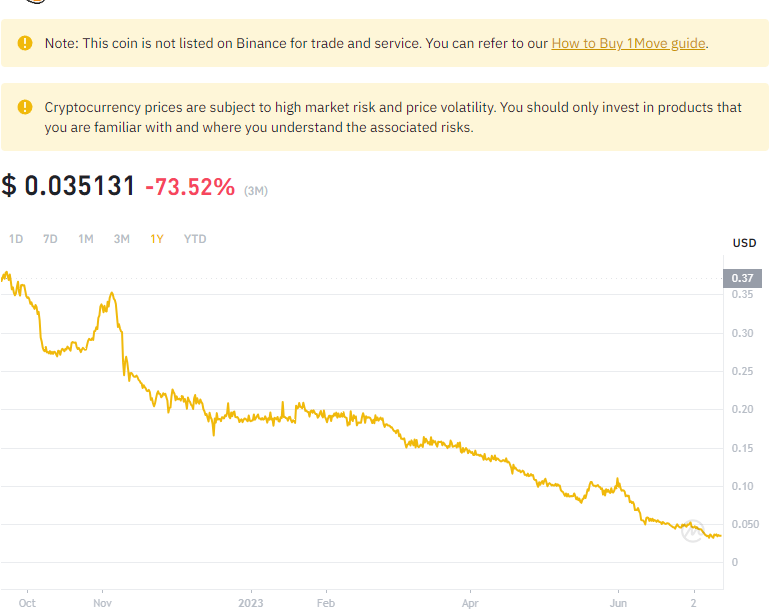 Note: This coin is not listed on Binance for trade and service. You can refer to our How to Buy 1Move guide.
Cryptocurrency prices are subject to high market risk and price volatility. You should only invest in products that
you are familiar with and where you understand the associated risks.
$ 0.035131 -73.52% (3M)
1D 7D 1M 3M 1Y YTD
USD
0.37
0.35
0.30
0.25
0.20
0.15
0.10
0.050
0
Oct Nov 2023 Feb Apr Jun 2